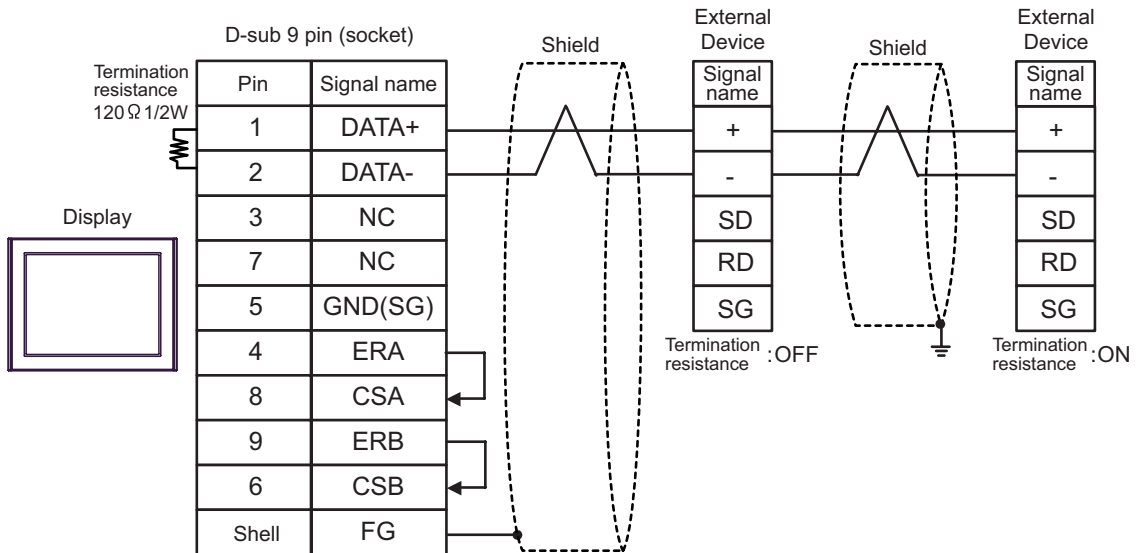 D-sub 9 pin (socket)
Shield
External
Device
Shield
External
Device
Termination
resistance
120Ω 1/2W
Pin Signal name
1 DATA+
2 DATA-
3 NC
7 NC
5 GND(SG)
4 ERA
8 CSA
9 ERB
6 CSB
Shell FG
Display
Signal
name
+
-
SD
RD
SG
Termination
resistance :OFF
Signal
name
+
-
SD
RD
SG
Termination
resistance :ON